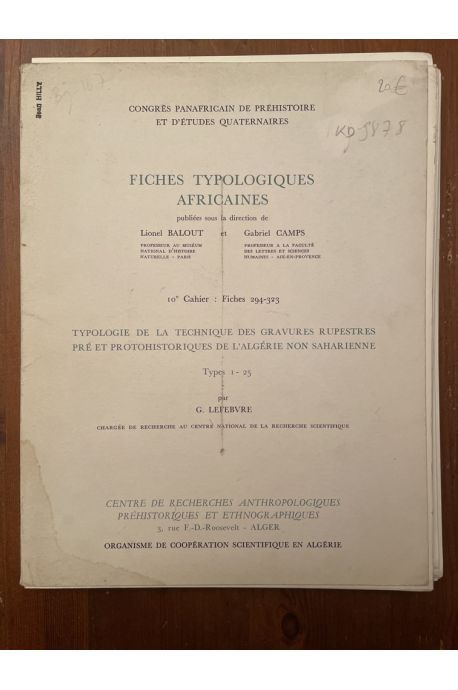 20€
KD-5878
CONGRÈS PANAFRICAIN DE PRÉHISTOIRE
ET D'ÉTUDES QUATERNAIRES
FICHES TYPOLOGIQUES
AFRICAINES
publiées sous la direction de
Lionel BALOUT et Gabriel CAMPS
PROFESSEUR AU MUSÉUM PROFESSEUR A LA FACULTÉ
NATIONAL D'HISTOIRE DES LETTRES ET SCIENCES
NATURELLE - PARIS HUMAINES - AIX-EN-PROVENCE
10e Cahier : Fiches 294-323
TYPOLOGIE DE LA TECHNIQUE DES GRAVURES RUPESTRES
PRÉ ET PROTOHISTORIQUES DE L'ALGÉRIE NON SAHARIENNE
Types 1 - 25
par
G. LEFEBVRE
CHARGÉE DE RECHERCHE AU CENTRE NATIONAL DE LA RECHERCHE SCIENTIFIQUE
CENTRE DE RECHERCHES ANTHROPOLOGIQUES
PRÉHISTORIQUES ET ETHNOGRAPHIQUES
3, rue F.-D.-Roosevelt - ALGER
ORGANISME DE COOPÉRATION SCIENTIFIQUE EN ALGÉRIE